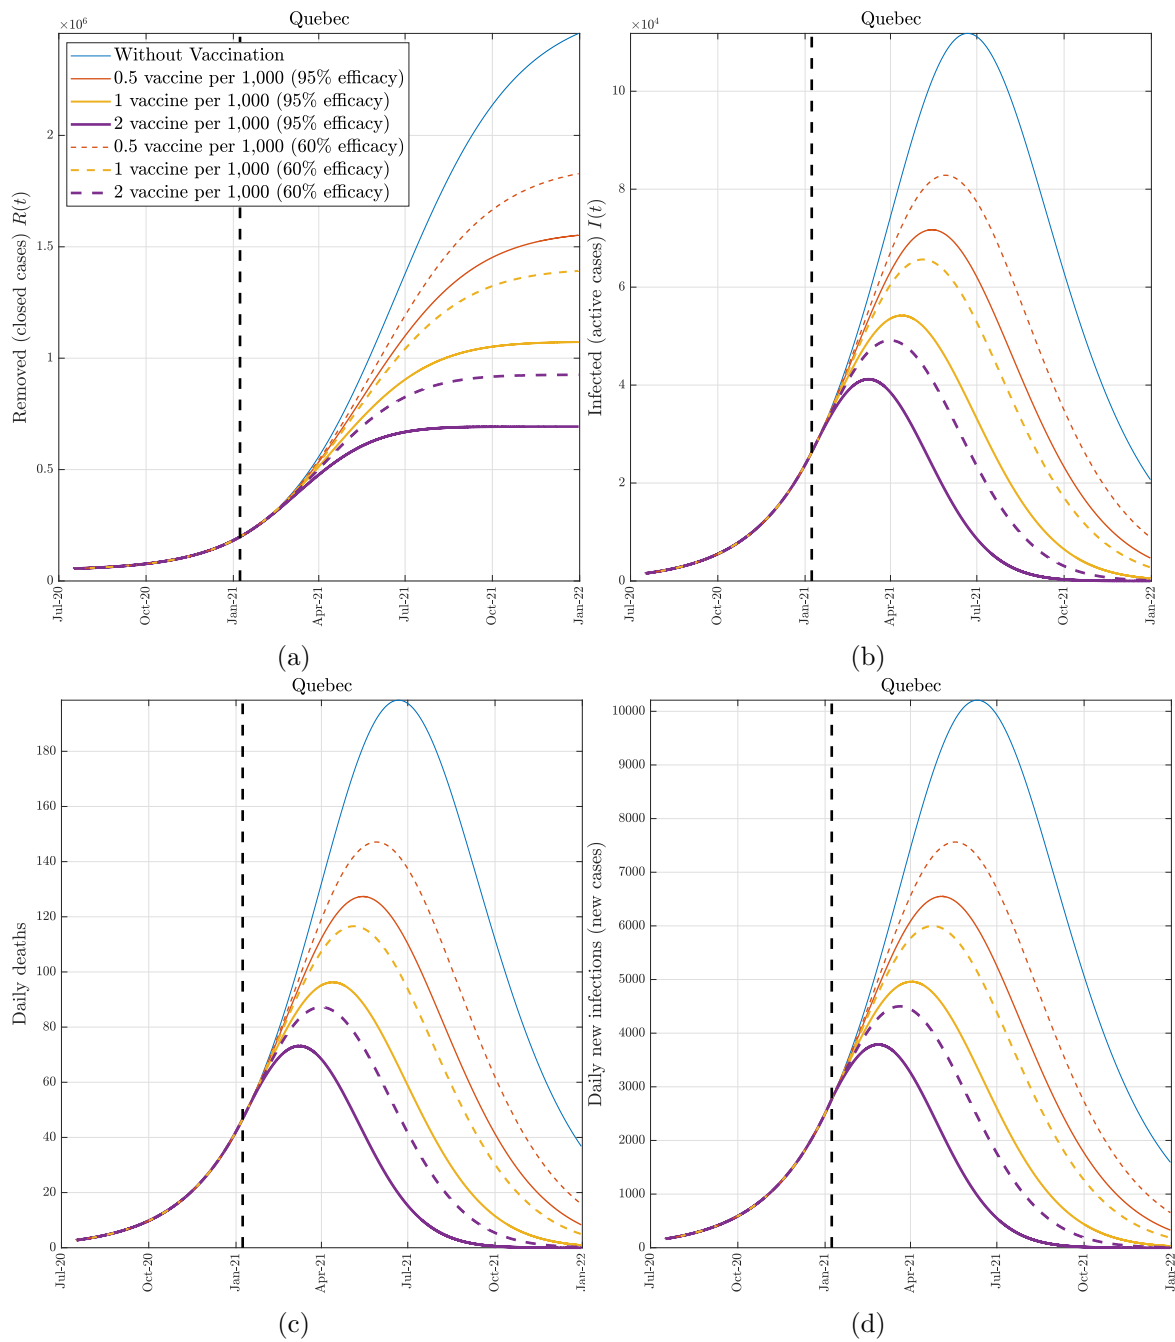 Quebec
×10⁶
Without Vaccination
0.5 vaccine per 1,000 (95% efficacy)
1 vaccine per 1,000 (95% efficacy)
2 vaccine per 1,000 (95% efficacy)
0.5 vaccine per 1,000 (60% efficacy)
1 vaccine per 1,000 (60% efficacy)
2 vaccine per 1,000 (60% efficacy)
2
1.5
1
0.5
0
Removed (closed cases) R(t)
Jul-20
Oct-20
Jan-21
Apr-21
Jul-21
Oct-21
Jan-22
(a)
Quebec
×10⁴
10
8
6
4
2
0
Infected (active cases) I(t)
Jul-20
Oct-20
Jan-21
Apr-21
Jul-21
Oct-21
Jan-22
(b)
Quebec
180
160
140
120
100
80
60
40
20
0
Daily deaths
Jul-20
Oct-20
Jan-21
Apr-21
Jul-21
Oct-21
Jan-22
(c)
Quebec
10000
9000
8000
7000
6000
5000
4000
3000
2000
1000
0
Daily new infections (new cases)
Jul-20
Oct-20
Jan-21
Apr-21
Jul-21
Oct-21
Jan-22
(d)